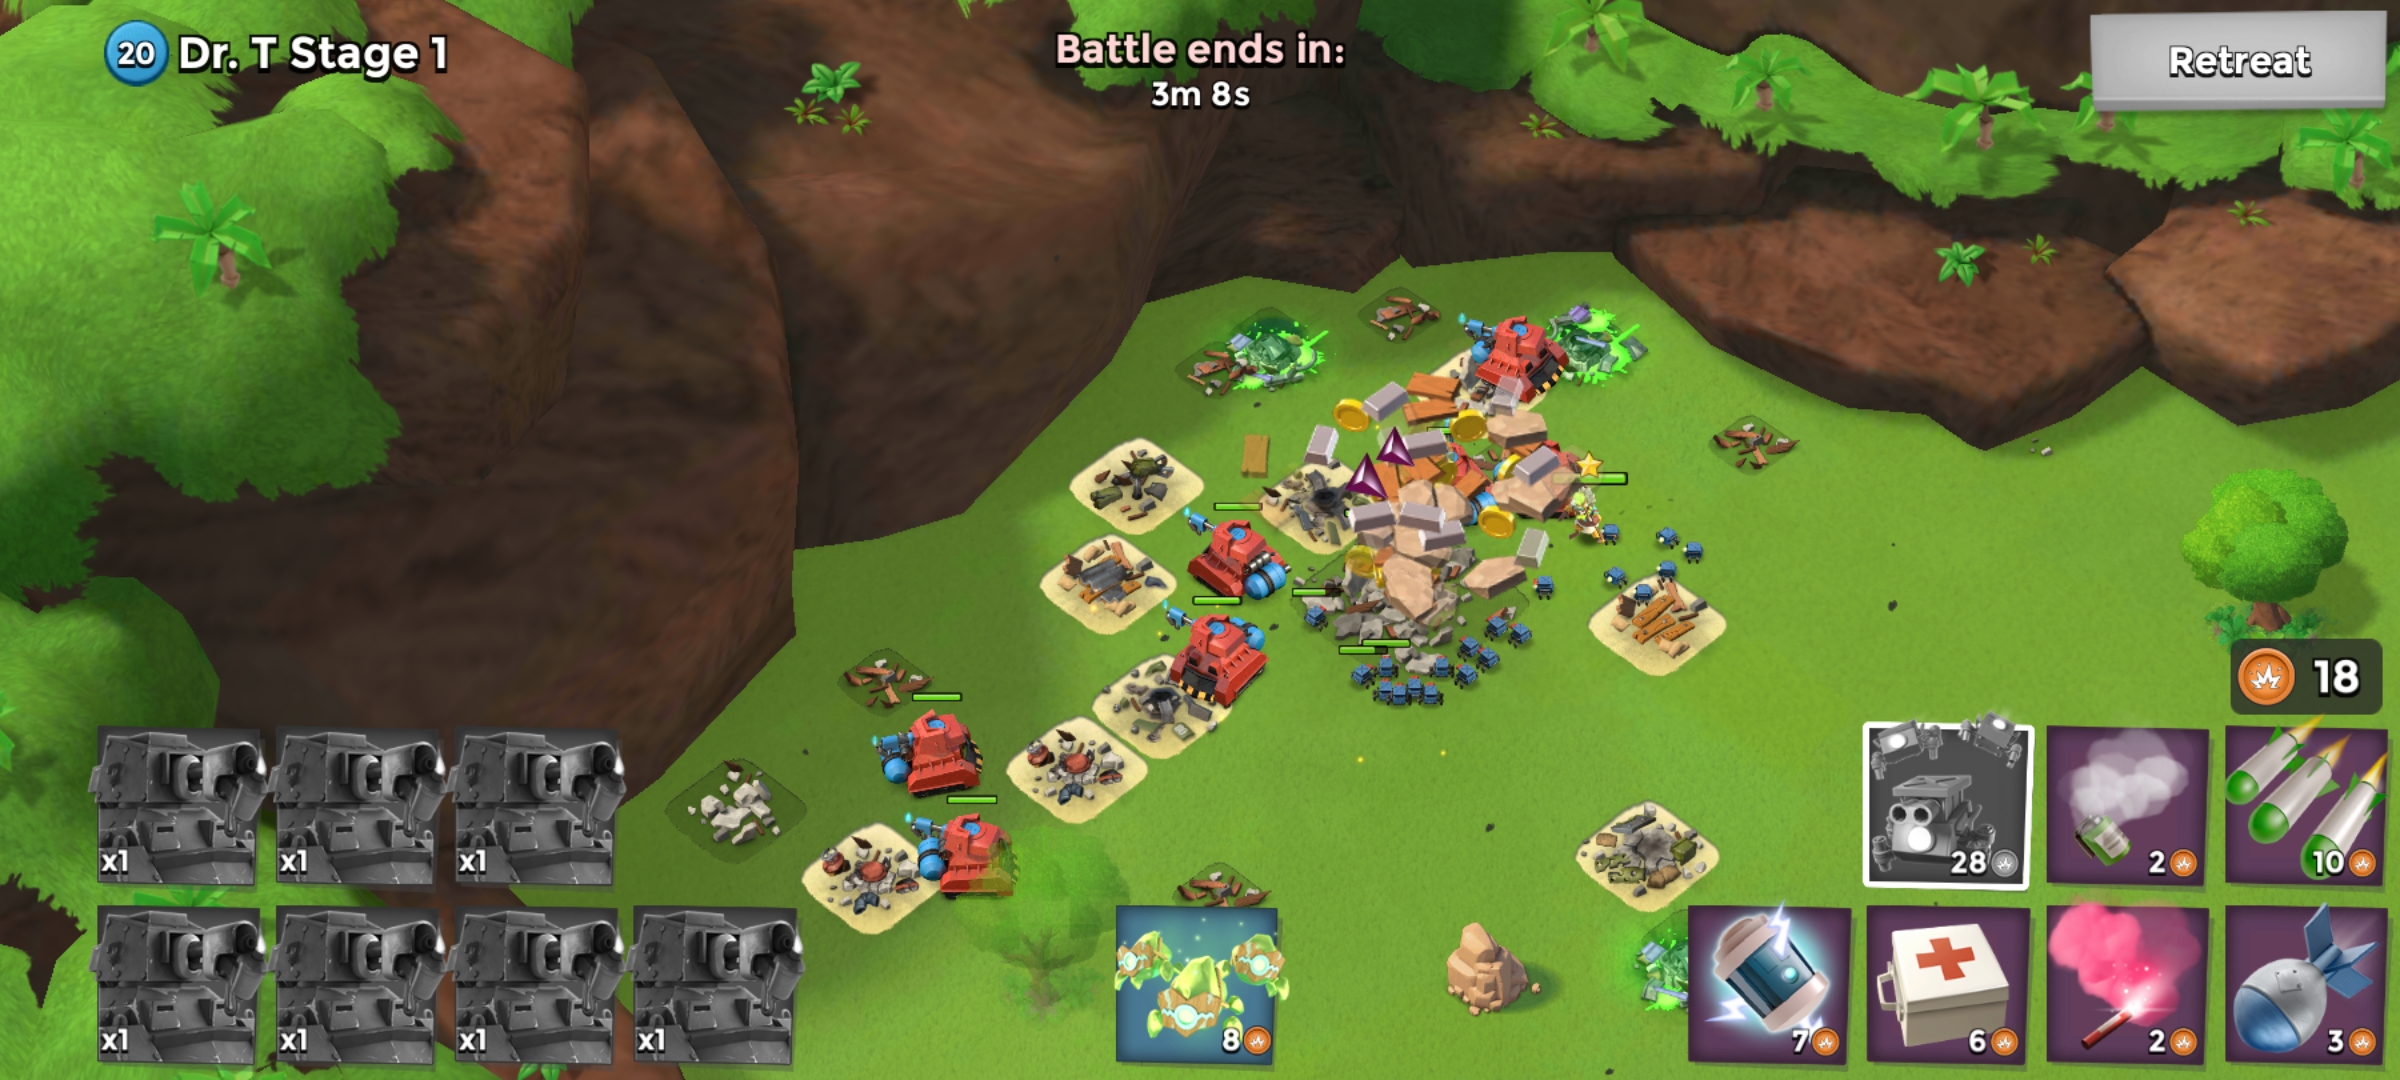 20 Dr. T Stage 1
Battle ends in:
3m 8s
Retreat
18
x1 x1 x1
28 2 10
x1 x1 x1 x1
8
7 6 2 3